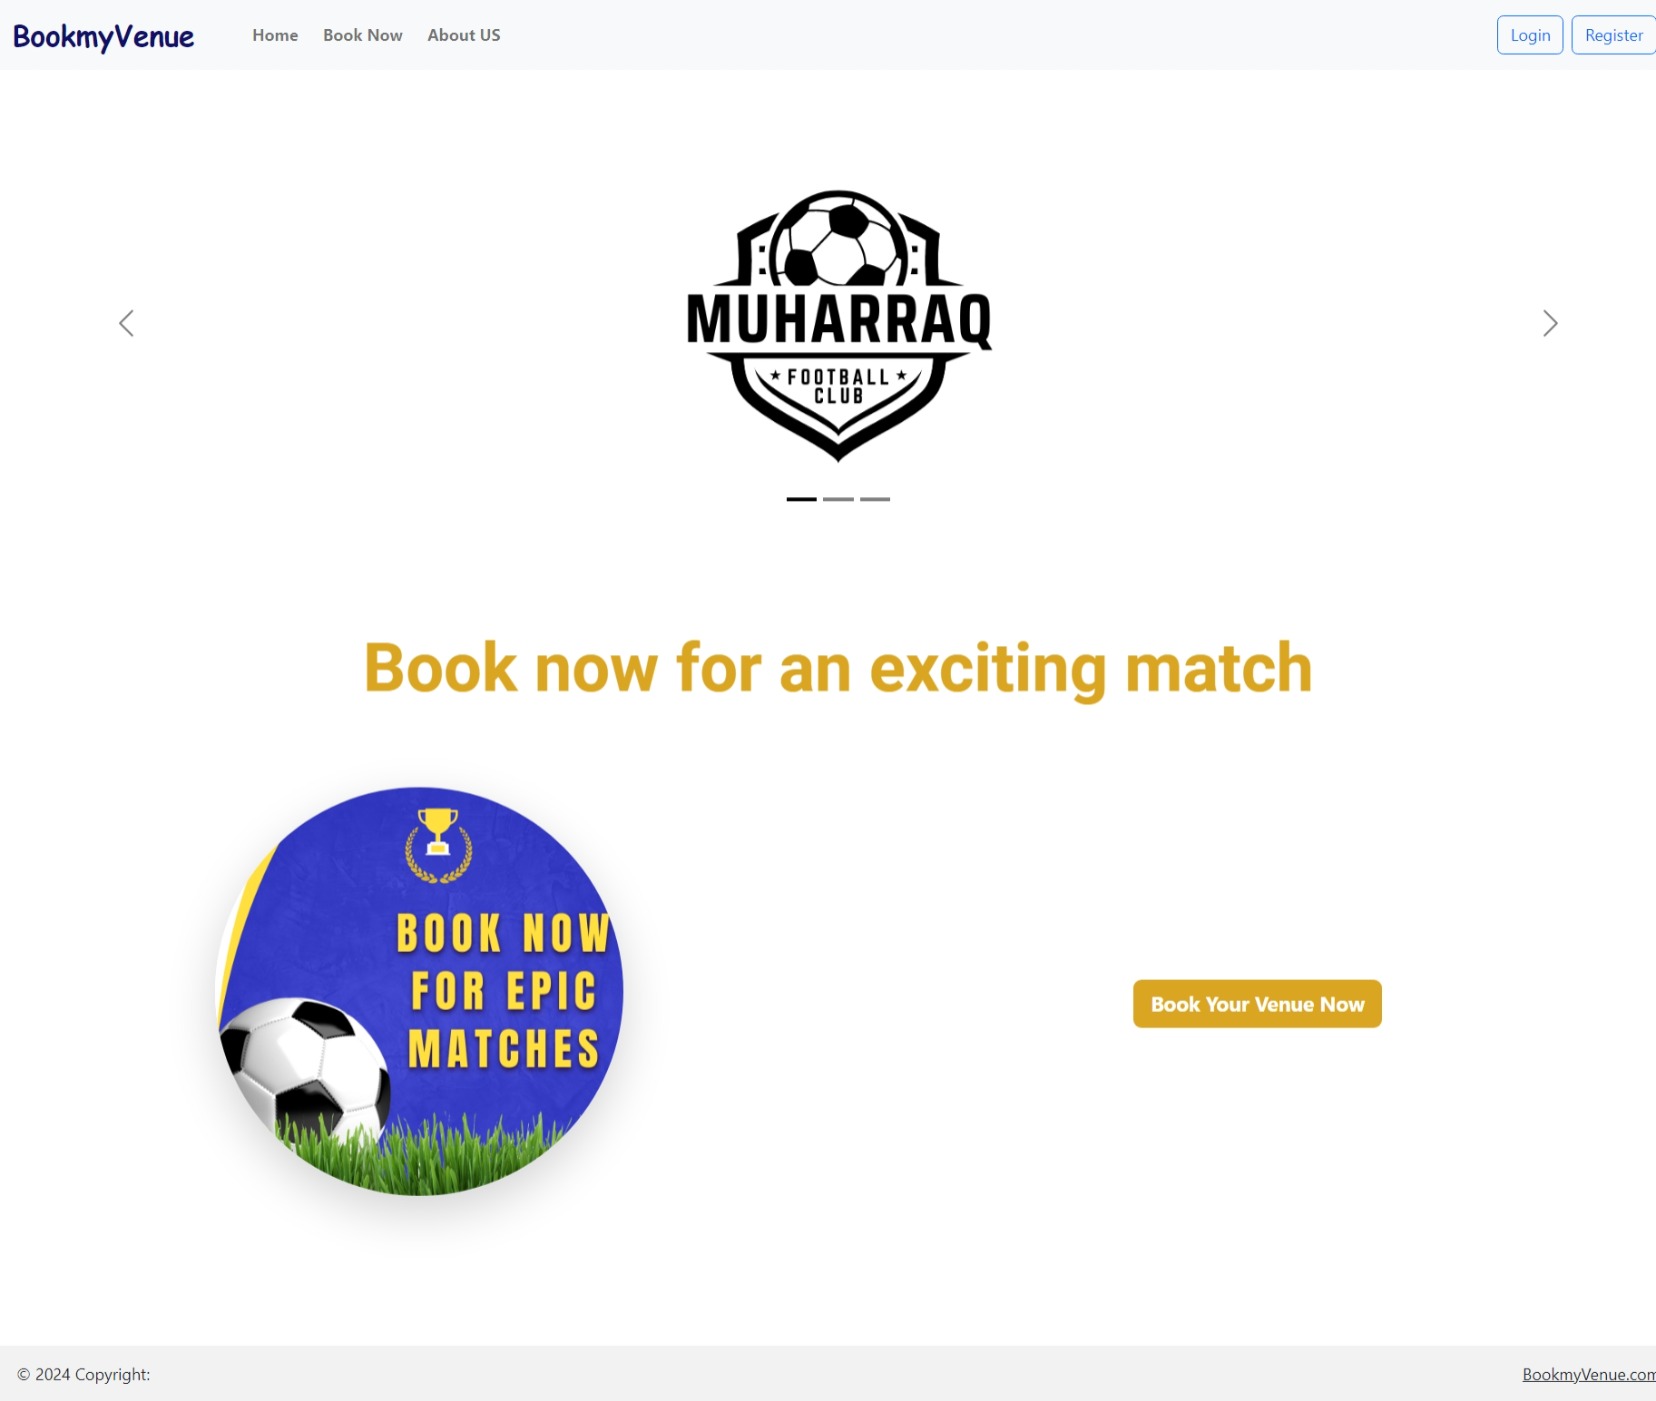 BookmyVenue
Home
Book Now
About US
Login
Register
MUHARRAQ
FOOTBALL
CLUB
Book now for an exciting match
BOOK NOW
FOR EPIC
MATCHES
Book Your Venue Now
© 2024 Copyright:
BookmyVenue.com